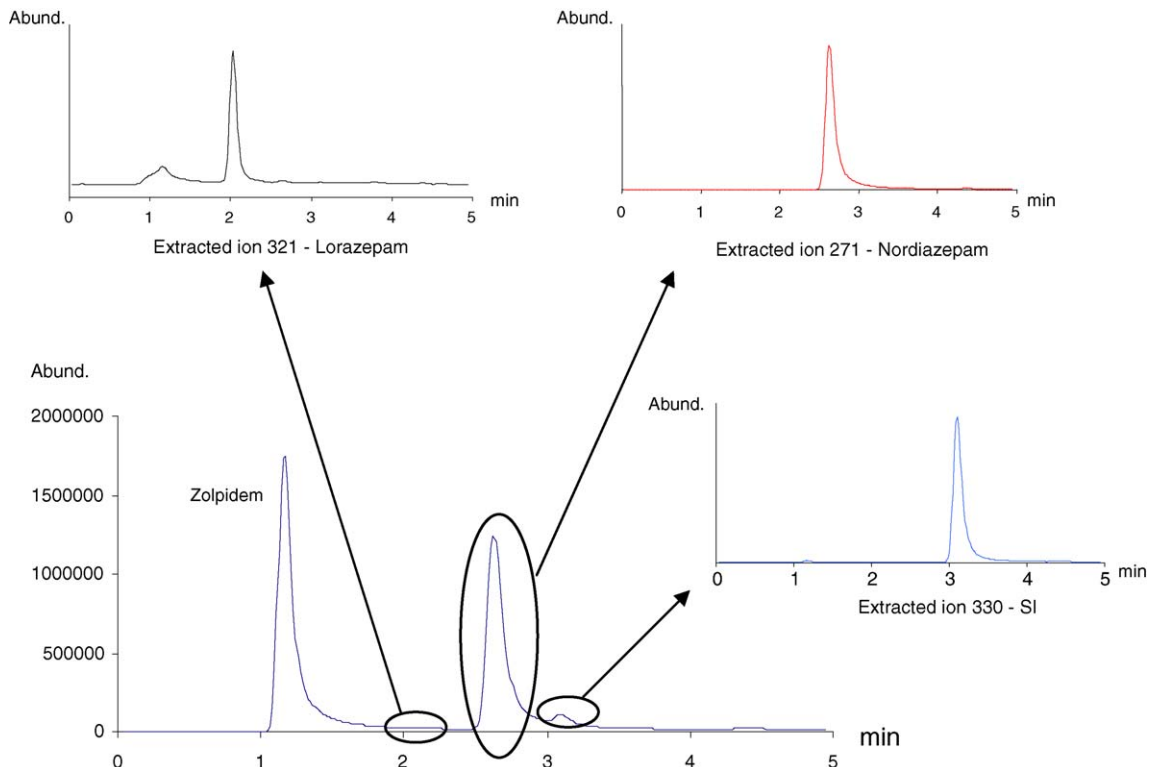 Abund.
min
0 1 2 3 4 5
Extracted ion 321 - Lorazepam
Abund.
min
0 1 2 3 4 5
Extracted ion 271 - Nordiazepam
Abund.
2000000
1500000
1000000
500000
0
Zolpidem
0 1 2 3 4 5
min
Abund.
min
0 1 2 3 4 5
Extracted ion 330 - SI